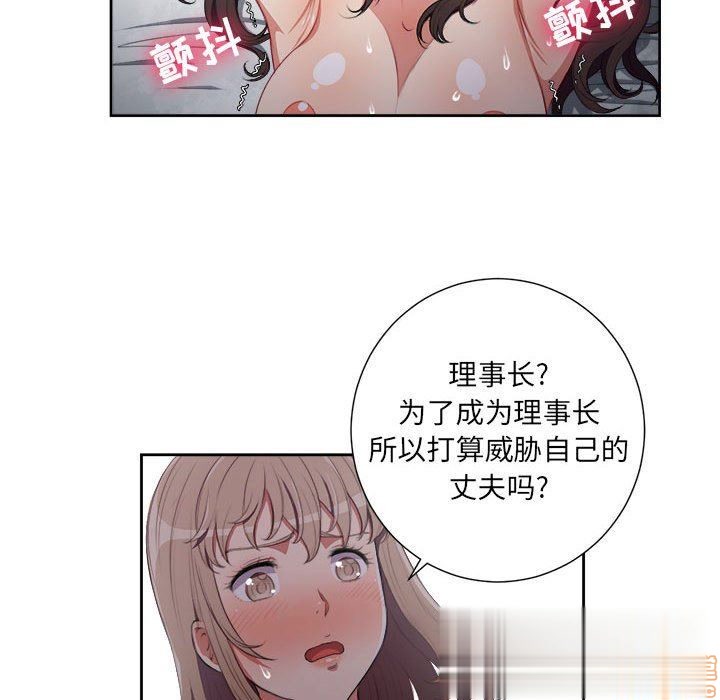 颤抖
颤抖
理事长?
为了成为理事长
所以打算威胁自己的
丈夫吗?